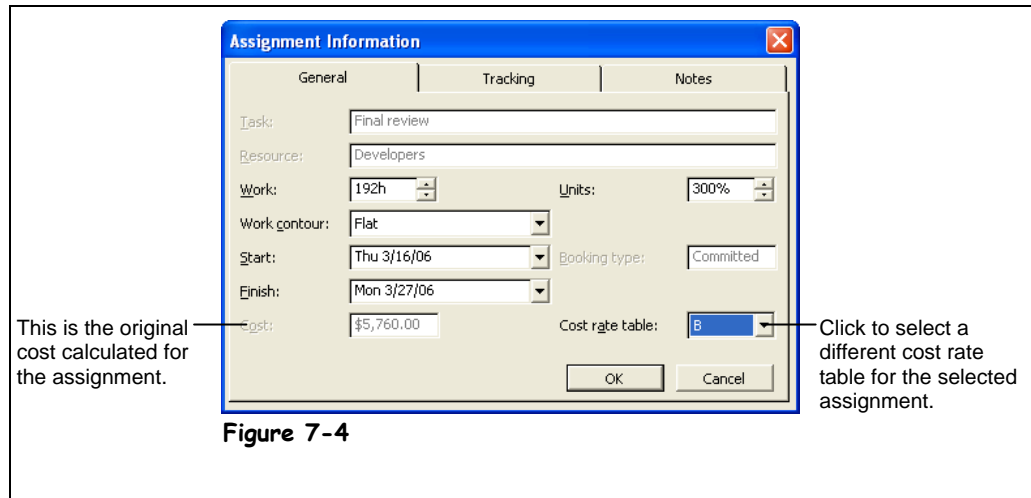 Assignment Information
General Tracking Notes
Task: Final review
Resource: Developers
Work: 192h Units: 300%
Work contour: Flat
Start: Thu 3/16/06 Booking type: Committed
Finish: Mon 3/27/06
Cost: $5,760.00 Cost rate table: B
OK Cancel
This is the original
cost calculated for
the assignment.
Click to select a
different cost rate
table for the selected
assignment.
Figure 7-4